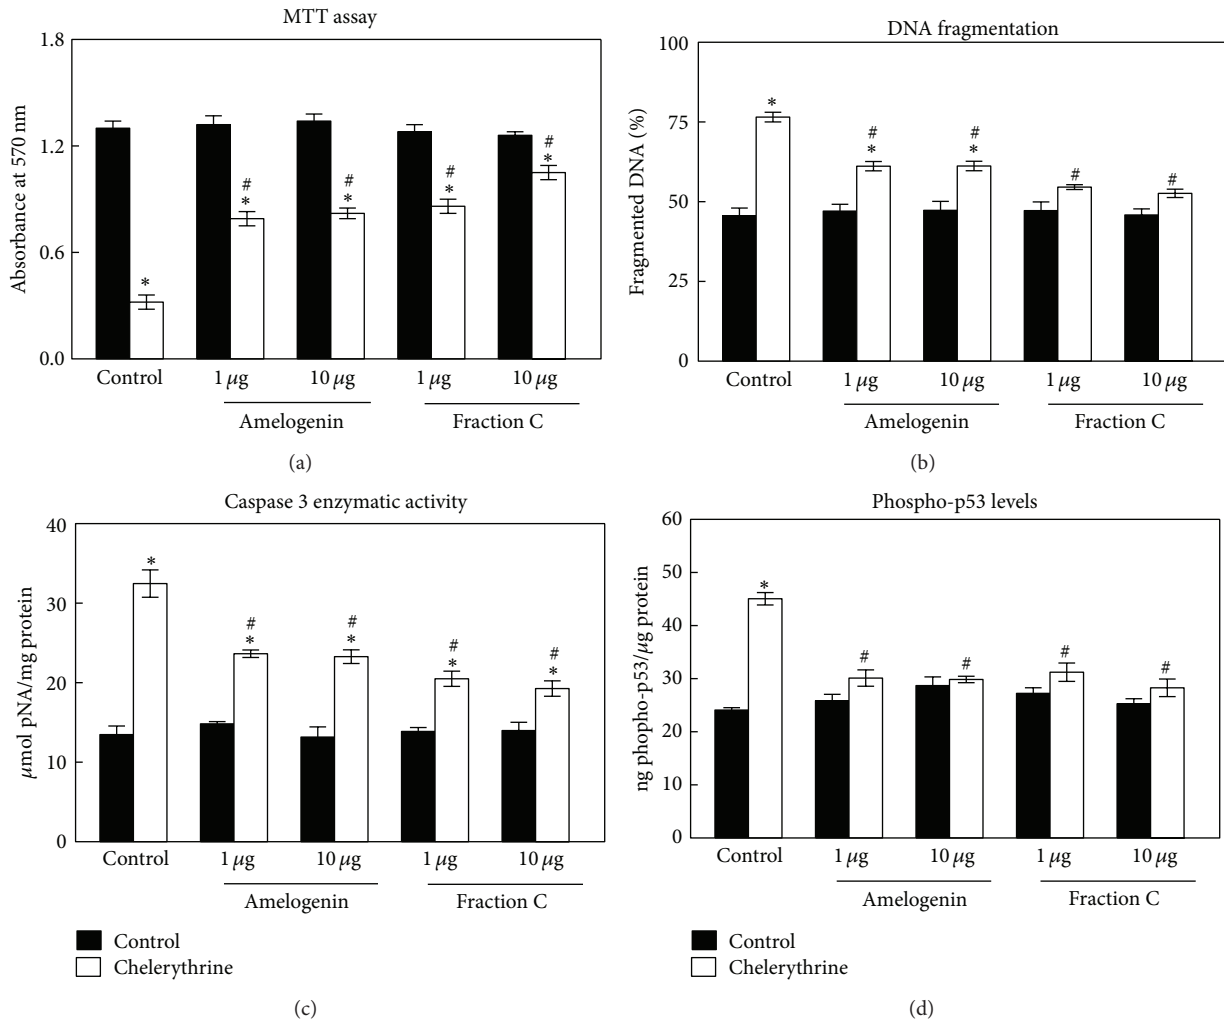 MTT assay
1.8
1.2
0.6
0.0
Absorbance at 570 nm
*
# *
# *
# *
# *
Control 1 μg 10 μg 1 μg 10 μg
Amelogenin Fraction C
(a)
DNA fragmentation
100
75
50
25
0
Fragmented DNA (%)
*
# *
# *
#
#
Control 1 μg 10 μg 1 μg 10 μg
Amelogenin Fraction C
(b)
Caspase 3 enzymatic activity
40
30
20
10
0
μmol pNA/mg protein
*
# *
# *
# *
# *
Control 1 μg 10 μg 1 μg 10 μg
Amelogenin Fraction C
Control
Chelerythrine
(c)
Phospho-p53 levels
60
50
40
30
20
10
0
ng phopho-p53/μg protein
*
#
#
#
#
Control 1 μg 10 μg 1 μg 10 μg
Amelogenin Fraction C
Control
Chelerythrine
(d)